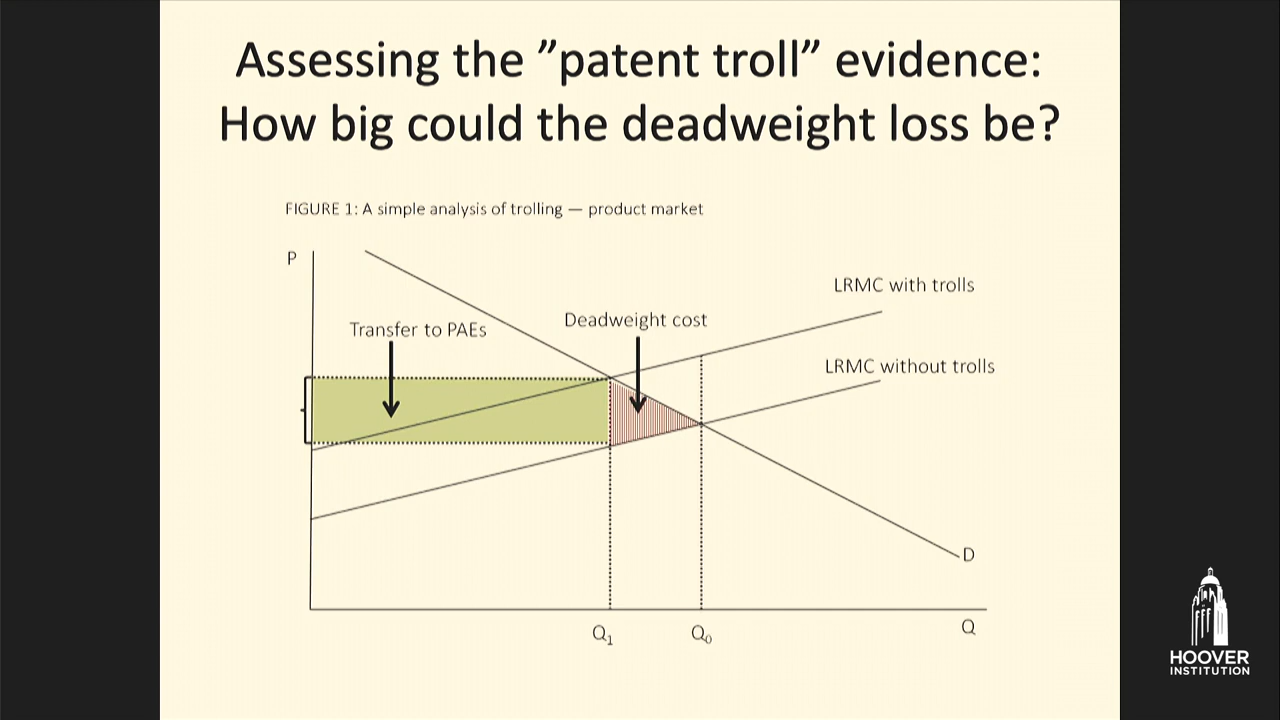 Assessing the ”patent troll” evidence:
How big could the deadweight loss be?
FIGURE 1: A simple analysis of trolling — product market
P
LRMC with trolls
Deadweight cost
Transfer to PAEs
LRMC without trolls
D
Q₁
Q₀
Q
HOOVER
INSTITUTION